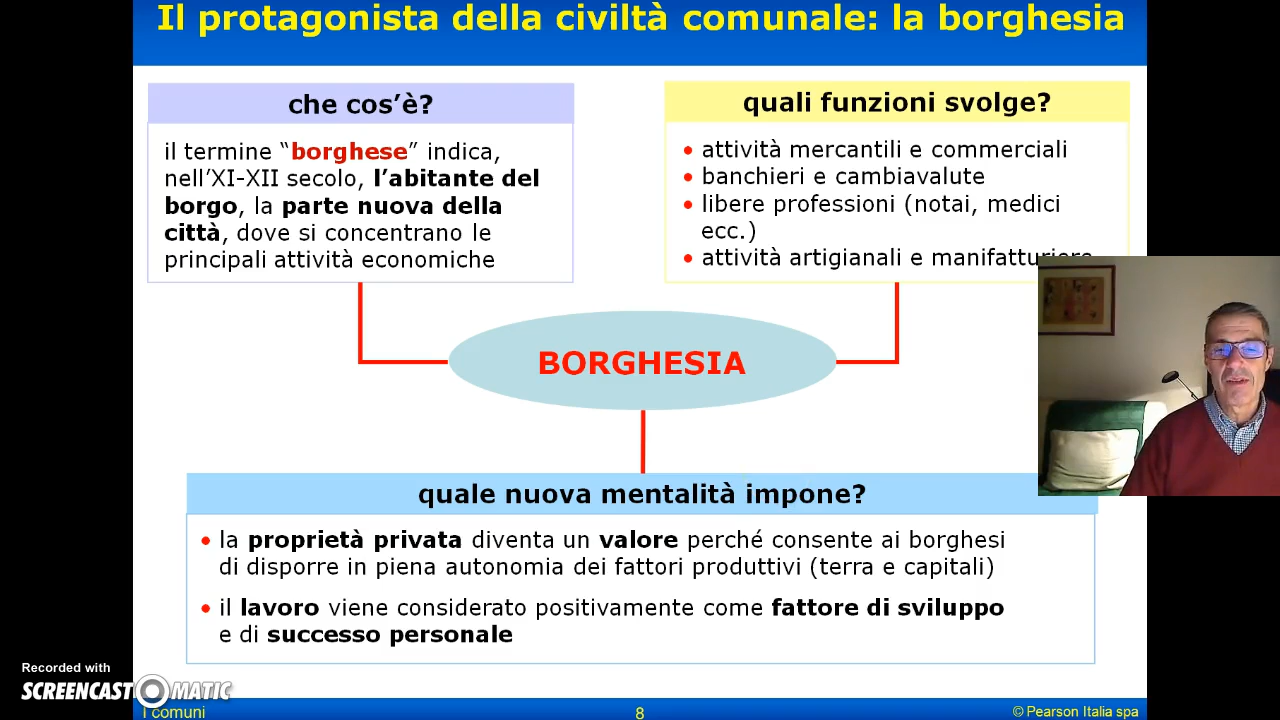 Il protagonista della civiltà comunale: la borghesia
che cos'è?
il termine “borghese” indica,
nell'XI-XII secolo, l'abitante del
borgo, la parte nuova della
città, dove si concentrano le
principali attività economiche
quali funzioni svolge?
• attività mercantili e commerciali
• banchieri e cambiavalute
• libere professioni (notai, medici
ecc.)
• attività artigianali e manifatturiere
BORGHESIA
quale nuova mentalità impone?
• la proprietà privata diventa un valore perché consente ai borghesi
di disporre in piena autonomia dei fattori produttivi (terra e capitali)
• il lavoro viene considerato positivamente come fattore di sviluppo
e di successo personale
Recorded with
SCREENCAST-O-MATIC
I comuni
8
© Pearson Italia spa